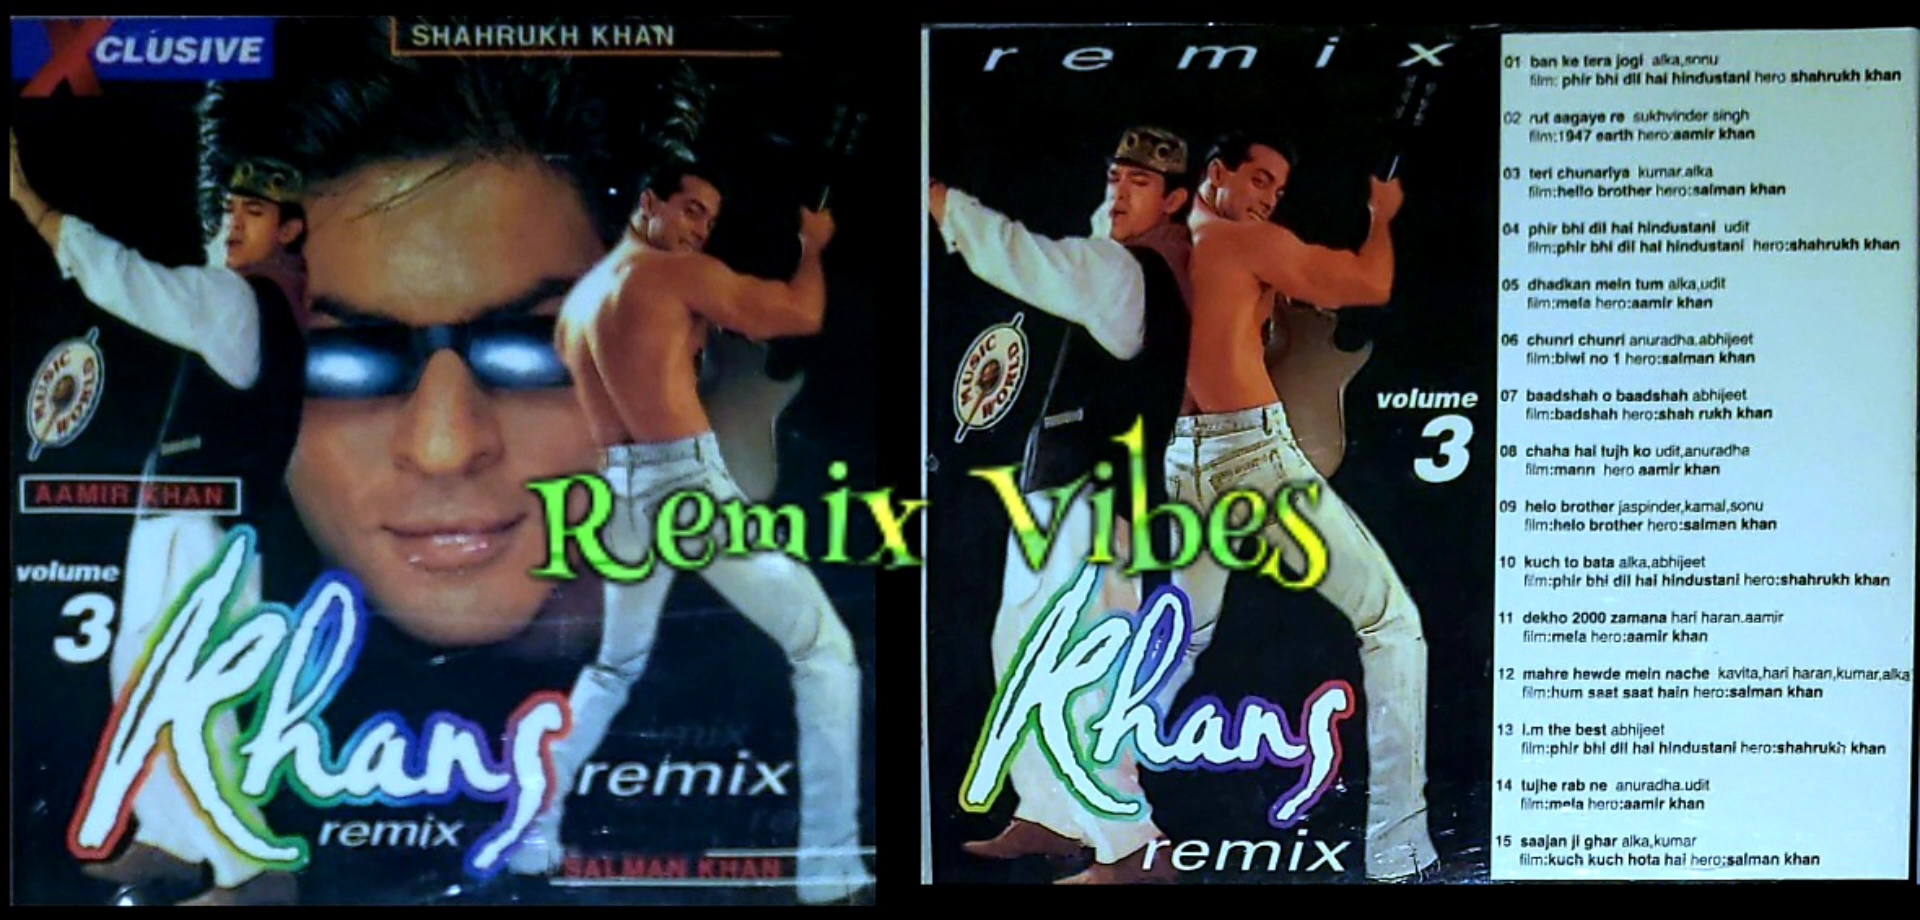 XCLUSIVE
SHAHRUKH KHAN
MUSIC WORLD
AAMIR KHAN
volume
3
Khans
remix
remix
SALMAN KHAN
Remix Vibes
remix
MUSIC WORLD
volume
3
Khans
remix
01 ban ke tera jogi alka,sonu
film: phir bhi dil hai hindustani hero shahrukh khan
02 rut aagaye re sukhvinder singh
film:1947 earth hero:aamir khan
03 teri chunariya kumar.alka
film:hello brother hero:salman khan
04 phir bhi dil hai hindustani udit
film:phir bhi dil hai hindustani hero:shahrukh khan
05 dhadkan mein tum alka,udit
film:mela hero:aamir khan
06 chunri chunri anuradha.abhijeet
film:biwi no 1 hero:salman khan
07 baadshah o baadshah abhijeet
film:badshah hero:shah rukh khan
08 chaha hai tujh ko udit,anuradha
film:mann hero aamir khan
09 helo brother jaspinder,kamal,sonu
film:helo brother hero:salman khan
10 kuch to bata alka,abhijeet
film:phir bhi dil hai hindustani hero:shahrukh khan
11 dekho 2000 zamana hari haran.aamir
film:mela hero:aamir khan
12 mahre hewde mein nache kavita,hari haran,kumar,alka
film:hum saat saat hain hero:salman khan
13 i.m the best abhijeet
film:phir bhi dil hai hindustani hero:shahrukh khan
14 tujhe rab ne anuradha.udit
film:mela hero:aamir khan
15 saajan ji ghar alka,kumar
film:kuch kuch hota hai hero:salman khan